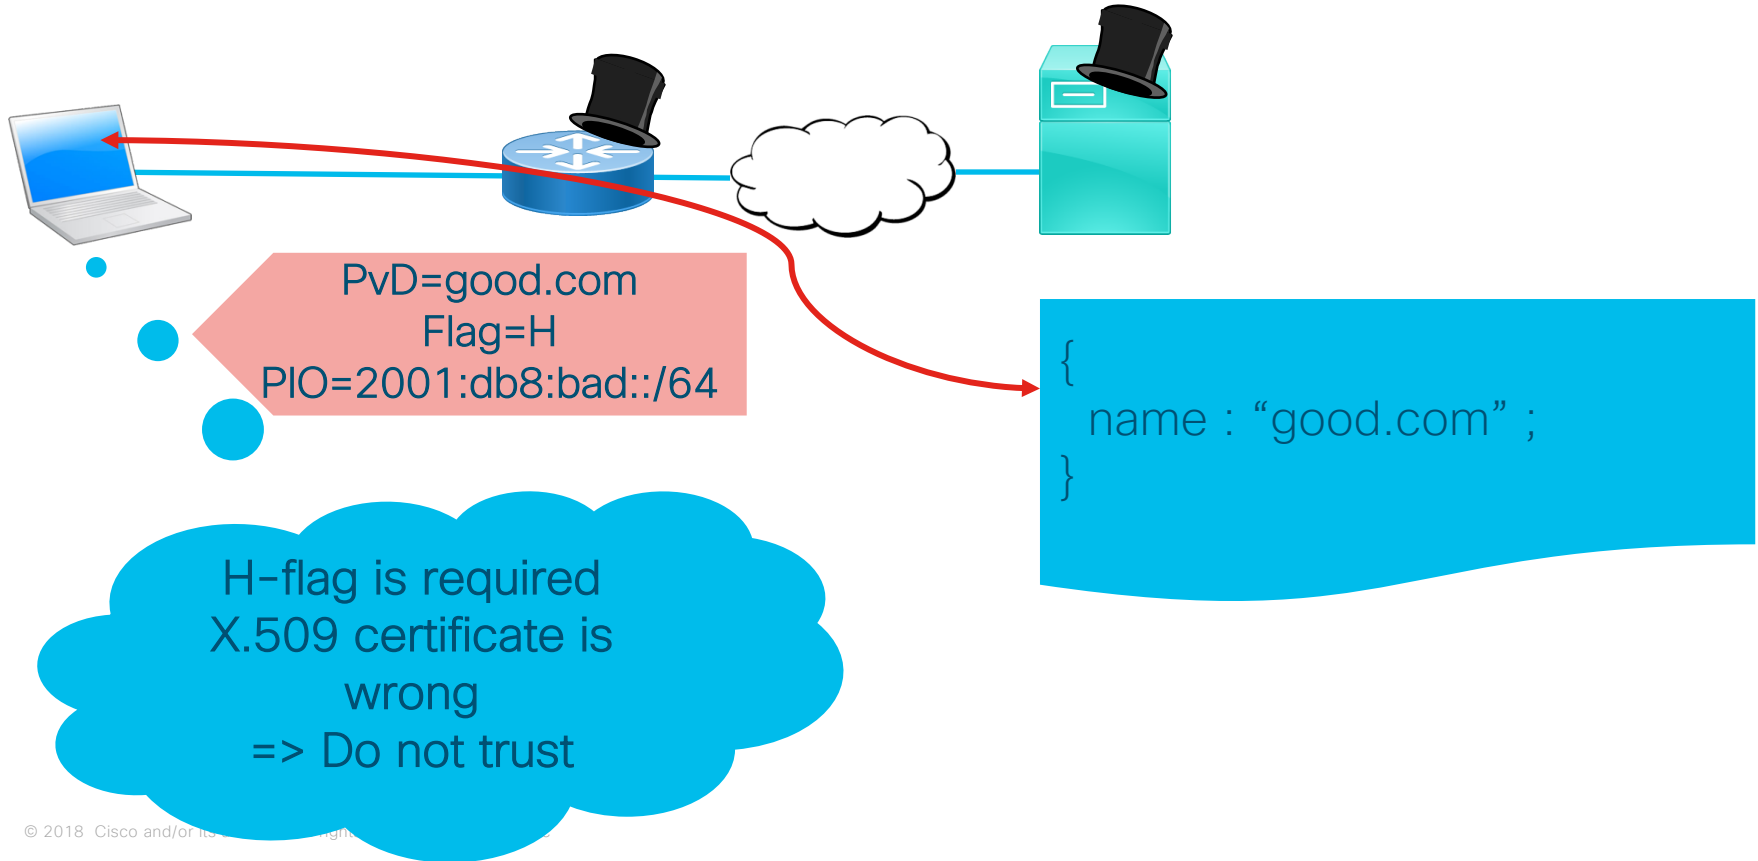 PvD=good.com
Flag=H
PIO=2001:db8:bad::/64
{
name : “good.com” ;
}
H-flag is required
X.509 certificate is
wrong
=> Do not trust
© 2018 Cisco and/or its